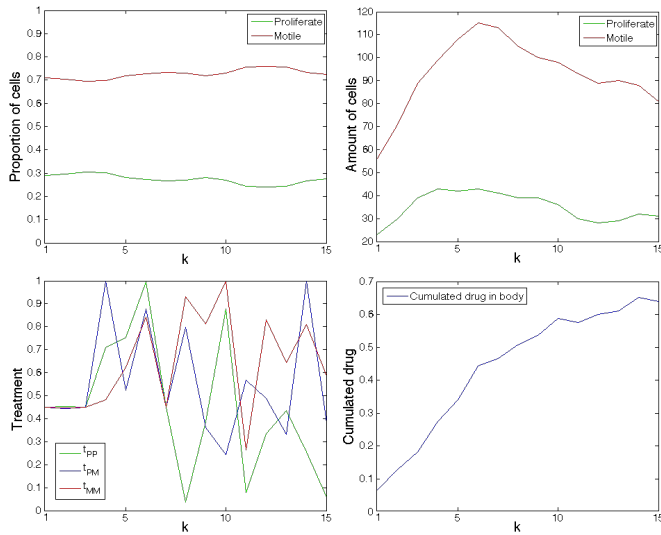 Proportion of cells
1
0.9
0.8
0.7
0.6
0.5
0.4
0.3
0.2
0.1
0
1 5 10 15
k
Proliferate
Motile
Amount of cells
120
110
100
90
80
70
60
50
40
30
20
1 5 10 15
k
Proliferate
Motile
Treatment
1
0.9
0.8
0.7
0.6
0.5
0.4
0.3
0.2
0.1
0
1 5 10 15
k
tPP
tPM
tMM
Cumulated drug
0.7
0.6
0.5
0.4
0.3
0.2
0.1
0
1 5 10 15
k
Cumulated drug in body